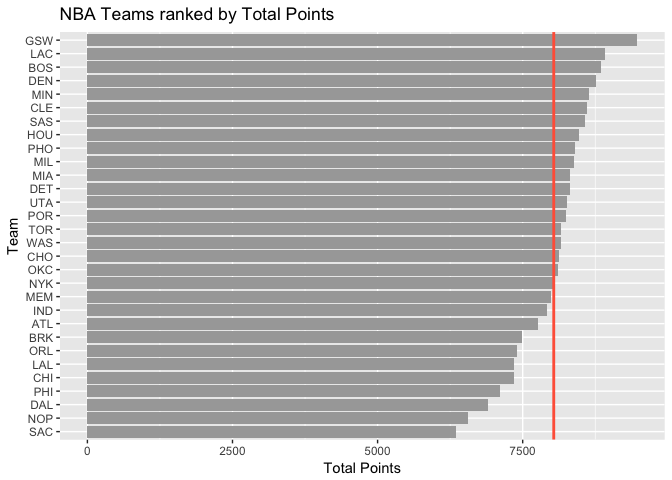 NBA Teams ranked by Total Points
GSW
LAC
BOS
DEN
MIN
CLE
SAS
HOU
PHO
MIL
MIA
DET
UTA
POR
TOR
WAS
CHO
OKC
NYK
MEM
IND
ATL
BRK
ORL
LAL
CHI
PHI
DAL
NOP
SAC
Team
0 2500 5000 7500
Total Points